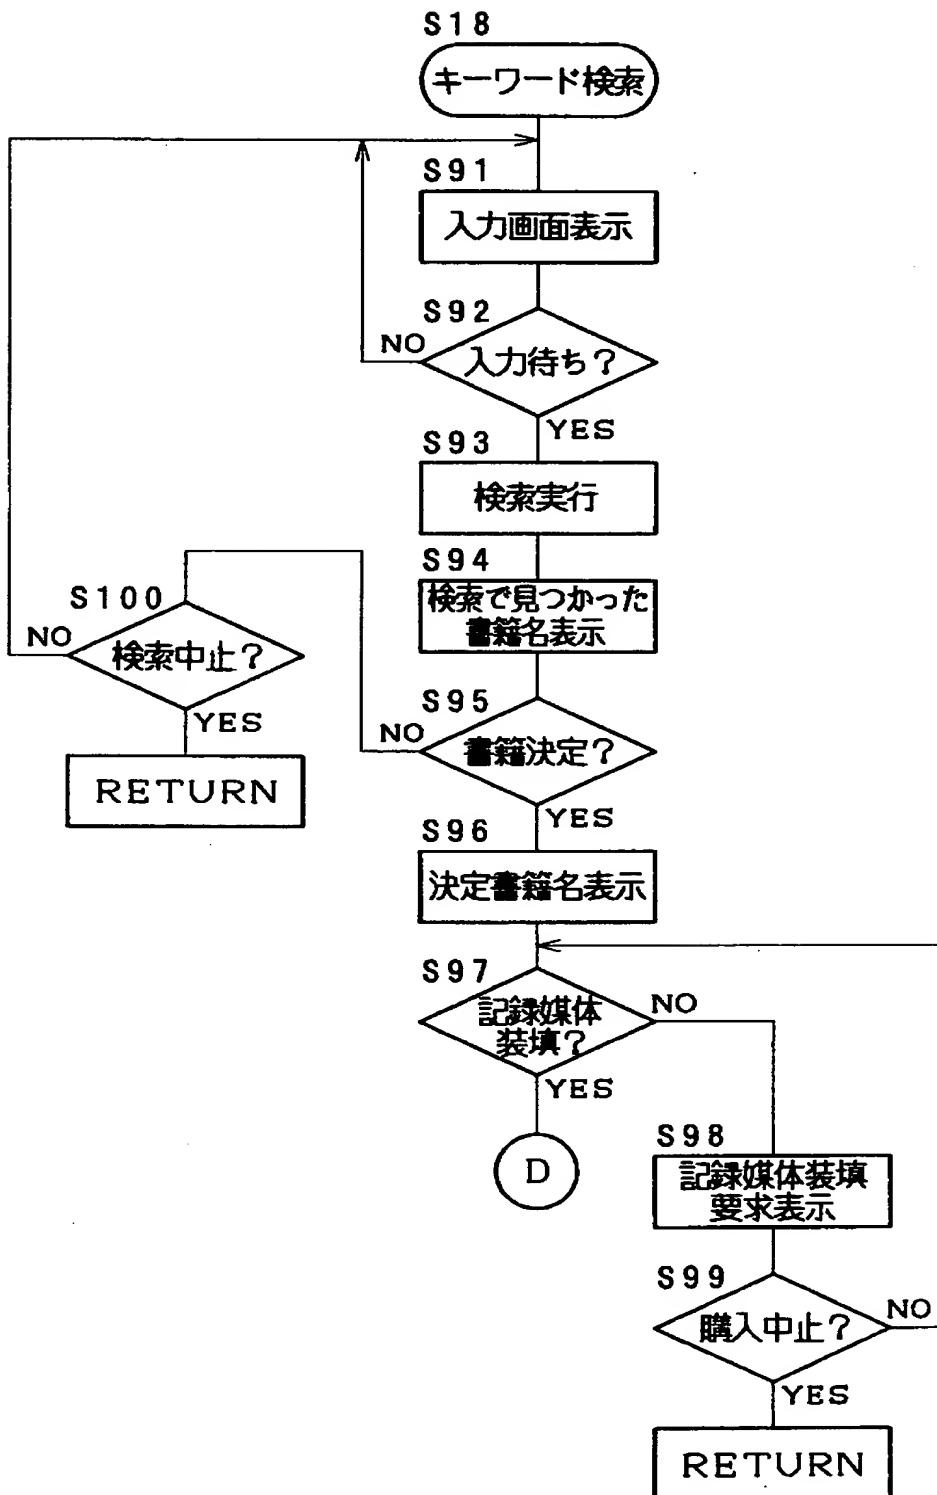 S18
キーワード検索
S91
入力画面表示
S92
NO
入力待ち?
YES
S93
検索実行
S94
検索で見つかった
書籍名表示
S100
NO
検索中止?
YES
RETURN
S95
NO
書籍決定?
YES
S96
決定書籍名表示
S97
NO
記録媒体
装填?
YES
D
S98
記録媒体装填
要求表示
S99
NO
購入中止?
YES
RETURN